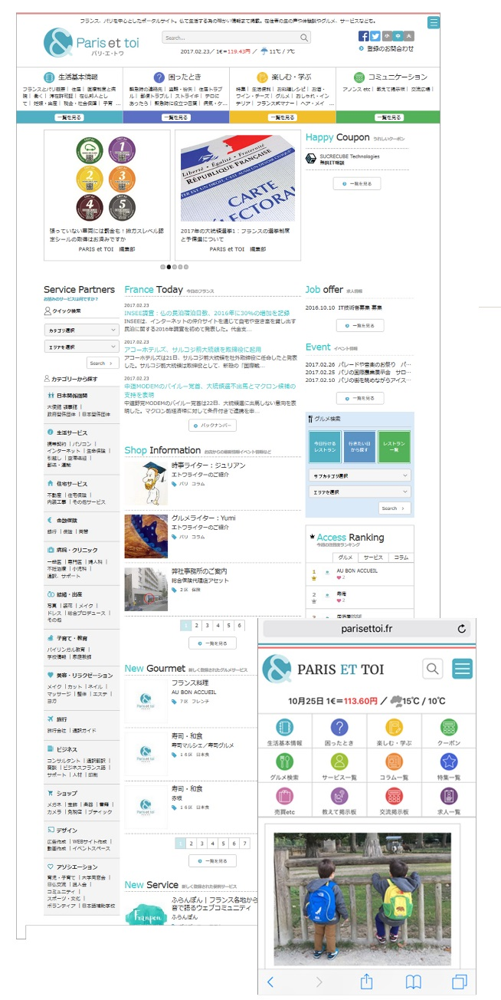 フランス、パリを中心としたポータルサイト。仏で生活する為の細かい情報まで掲載。在住者の生の声や体験談やグルメ、サービスなども。
Paris et toi
パリ・エ・トワ
Search...
2017.02.23／ 1€=119.43円／ 11℃ / 7℃
小 中 大
登録のお問合わせ
生活基本情報
フランスとパリ概要｜住居｜医療制度と病
院｜働く｜滞在許可証｜在仏邦人とし
て｜妊娠・出産｜税金・社会保障｜子育 ...
一覧を見る
困ったとき
緊急時の連絡先｜盗難・紛失｜住居トラブ
ル｜郵便トラブル｜ストライキ｜テロに
あったら｜緊急時に役立つ言葉｜病気・ケ...
一覧を見る
楽しむ・学ぶ
特集｜生活便利｜お料理レシピ｜お酒・
ワイン・チーズ｜グルメ｜おしゃれ・イン
テリア｜フランス式マナー｜ヘア・メイ ...
一覧を見る
コミュニケーション
アノンス etc｜教えて掲示板｜交流広場｜
一覧を見る
1
2 3
4 5
張っていない車両には罰金も！排ガスレベル認
定シールの取得はお済みですか
PARIS et TOI　編集部
Liberté • Égalité • Fraternité
RÉPUBLIQUE FRANÇAISE
CARTE
2017年の大統領選挙1：フランスの選挙制度
と予備選について
PARIS et TOI　編集部
Happy Coupon うれしいクーポン
SUCRECUBE Technologies
無料IT相談
一覧を見る
Service Partners
お悩みのサービスは何ですか？
クイック検索
カテゴリ選択
エリアを選択
Search
カテゴリーから探す
日本関係機関
大使館 領事館｜
政府関係団体｜日本関係団体
生活サービス
携帯契約｜パソコン｜
インターネット｜生命保険｜
引越し｜空港送迎｜
郵送・運輸
住宅サービス
不動産｜住宅保険｜
内装工事｜その他サービス
金融保険
銀行｜保険｜両替
病院・クリニック
一般医｜専門医｜婦人科｜
不妊治療｜小児科｜
通訳、サポート
結婚・出産
写真｜装花｜メイク｜
ドレス｜総合プロデュース｜
その他
子育て・教育
バイリンガル教育｜
学校情報｜家庭教師
美容・リラクゼーション
メイク｜カット｜ネイル｜
マッサージ｜整体｜エステ｜
ヨガ
旅行
旅行会社｜通訳ガイド
ビジネス
コンサルタント｜通訳翻訳｜
商談｜ビジネスフランス語｜
サポート｜人材｜印刷
ショップ
メガネ｜宝飾｜楽器｜書籍｜
カメラ｜免税店｜ブティック
デザイン
広告作成｜WEBサイト作成｜
動画作成｜イベントスペース
アソシエーション
育児・子育て｜大学同窓会｜
日仏交流｜県人会｜
コミュニティ｜
スポーツ・文化｜
ボランティア｜日本語補助学校
France Today 今日のフランス
2017.02.23
INSEE調査：仏の民泊宿泊日数、2016年に20%の増加を記録
INSEEは、インターネットの仲介サイトを通じて自宅や空き室を貸し出す
民泊に関する2016年調査を初めて発表した。代金支...
2017.02.23
アコーホテルズ、サルコジ前大統領を取締役に起用
アコーホテルズは21日、サルコジ前大統領を社外取締役に任命したと発表
した。サルコジ前大統領は取締役として、新設の「国際戦...
2017.02.23
中道MODEMのバイルー党首、大統領選不出馬とマクロン候補の
支持を表明
中道野党MODEMのバイルー党首は22日、大統領選に出馬しない意向を表
明した。マクロン前経済相に対して条件付きで連携を申...
バックナンバー
Shop Information お店からの最新情報イベント情報など
時事ライター：ジュリアン
エトワライターのご紹介
パリ コラム
グルメライター：Yumi
エトワライターのご紹介
パリ コラム
弊社事務所のご案内
総合保険代理店アセット
２区 保険
1 2 3 4 5 6
一覧を見る
New Gourmet 新しく登録されたグルメサービス
Paris et toi
フランス料理
AU BON ACCUEIL
７区 フレンチ
Paris et toi
寿司・和食
寿司マルシェ／寿司グルメ
１６区 日本食
Paris et toi
寿司・和食
赤坂
１６区 日本食
1 2 3 4 5 6 7
一覧を見る
New Service 新しく登録された最新サービス
Franpon
ふらんぽん｜フランス各地から
音で語るウェブコミュニティ
ふらんぽん
Job offer 求人情報
2016.10.10 IT技術者募集 募集
一覧を見る
Event イベント情報
2017.02.26 パレードや音楽のお祭り パ...
2017.02.25 パリの国際農業展示会 サロ...
2017.02.10 パリの街を眺めながらアイス...
一覧を見る
グルメ検索
今日行ける
レストラン
行きたい日
から探す
レストラン
一覧
サブカテゴリ選択
エリアを選択
Search
Access Ranking
今週の注目度ランキング
グルメ サービス コラム
1 AU BON ACCUEIL
2
2 寿庵
2
3
parisettoi.fr
PARIS ET TOI
10月25日 1€＝113.60円 ／ 15℃ / 10℃
生活基本情報 困ったとき 楽しむ・学ぶ クーポン
グルメ検索 サービス一覧 コラム一覧 特集一覧
売買etc 教えて掲示板 交流掲示板 求人一覧